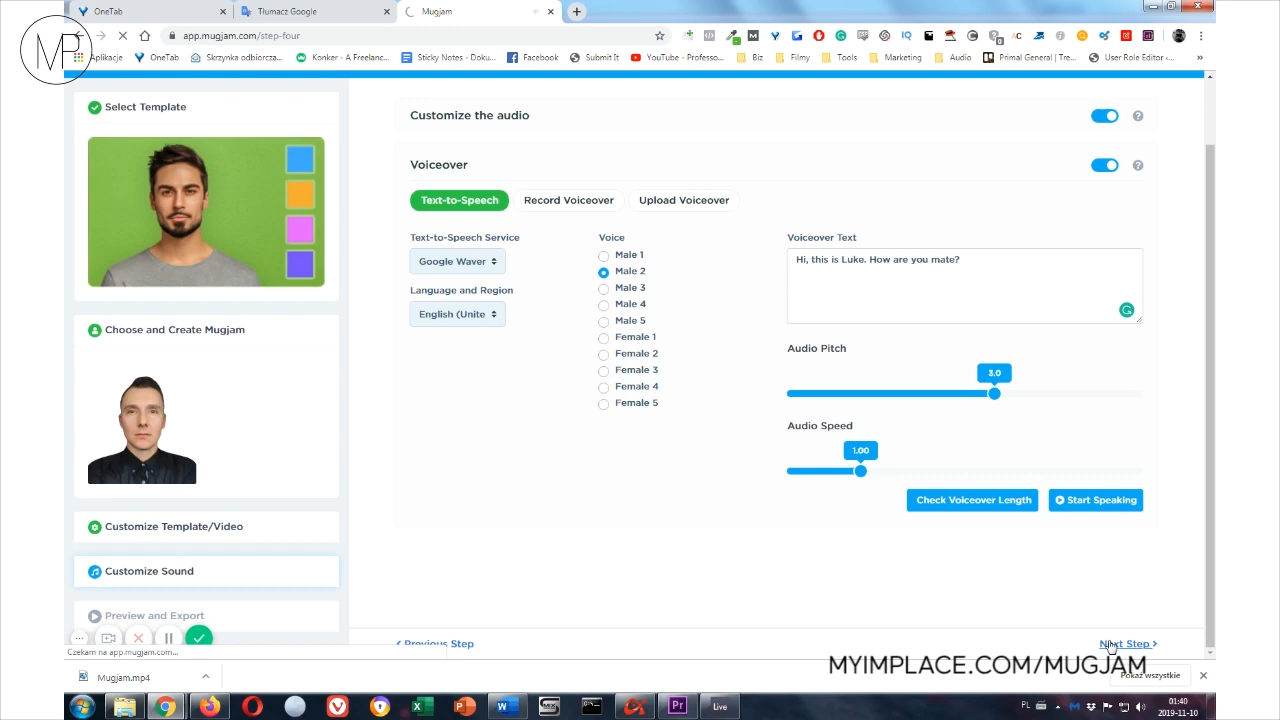 OneTab
Tłumacz Google
Mugjam
app.mugjam.com/step-four
Aplikacje
OneTab
Skrzynka odbiorcza...
Konker - A Freelanc...
Sticky Notes - Doku...
Facebook
Submit It
YouTube - Professo...
Biz
Filmy
Tools
Marketing
Audio
Primal General | Tre...
User Role Editor ‹...
MP
Select Template
Customize the audio
Voiceover
Text-to-Speech
Record Voiceover
Upload Voiceover
Text-to-Speech Service
Google Waver
Language and Region
English (Unite
Voice
Male 1
Male 2
Male 3
Male 4
Male 5
Female 1
Female 2
Female 3
Female 4
Female 5
Voiceover Text
Hi, this is Luke. How are you mate?
Audio Pitch
3.0
Audio Speed
1.00
Check Voiceover Length
Start Speaking
Choose and Create Mugjam
Customize Template/Video
Customize Sound
Preview and Export
Previous Step
Next Step
Czekam na app.mugjam.com...
MYIMPLACE.COM/MUGJAM
Mugjam.mp4
Pokaż wszystkie
Live
PL
01:40
2019-11-10